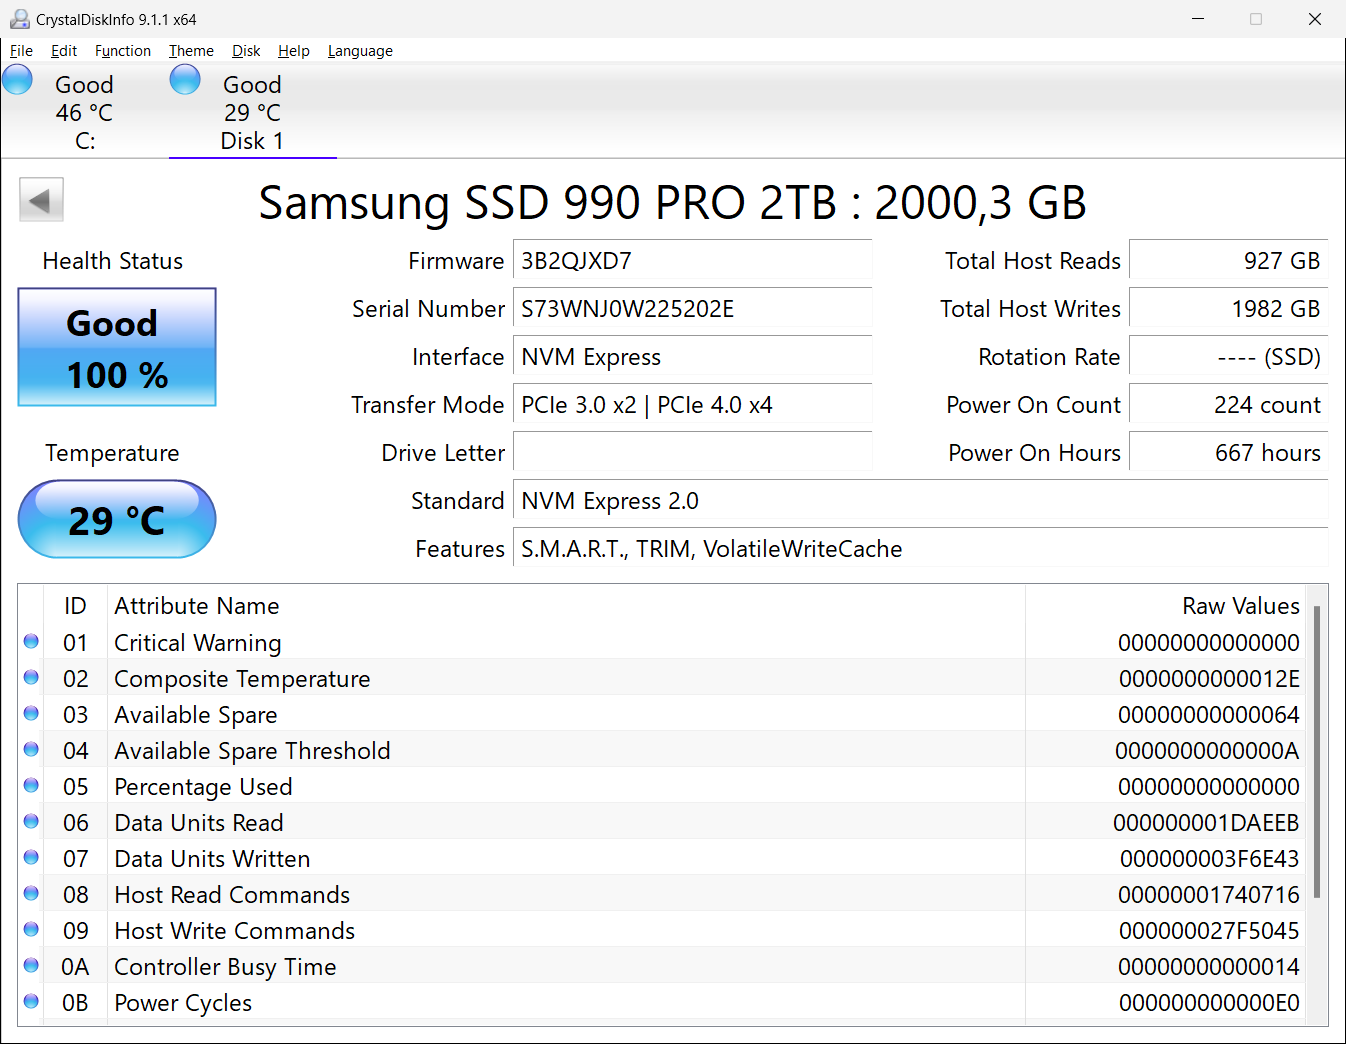 CrystalDiskInfo 9.1.1 x64
File Edit Function Theme Disk Help Language
Good Good
46 °C 29 °C
C: Disk 1
Samsung SSD 990 PRO 2TB : 2000,3 GB
Health Status
Good
100 %
Temperature
29 °C
Firmware 3B2QJXD7
Serial Number S73WNJ0W225202E
Interface NVM Express
Transfer Mode PCIe 3.0 x2 | PCIe 4.0 x4
Drive Letter
Standard NVM Express 2.0
Features S.M.A.R.T., TRIM, VolatileWriteCache
Total Host Reads 927 GB
Total Host Writes 1982 GB
Rotation Rate ---- (SSD)
Power On Count 224 count
Power On Hours 667 hours
ID Attribute Name Raw Values
01 Critical Warning 00000000000000
02 Composite Temperature 0000000000012E
03 Available Spare 00000000000064
04 Available Spare Threshold 0000000000000A
05 Percentage Used 00000000000000
06 Data Units Read 000000001DAEEB
07 Data Units Written 000000003F6E43
08 Host Read Commands 00000001740716
09 Host Write Commands 000000027F5045
0A Controller Busy Time 00000000000014
0B Power Cycles 000000000000E0